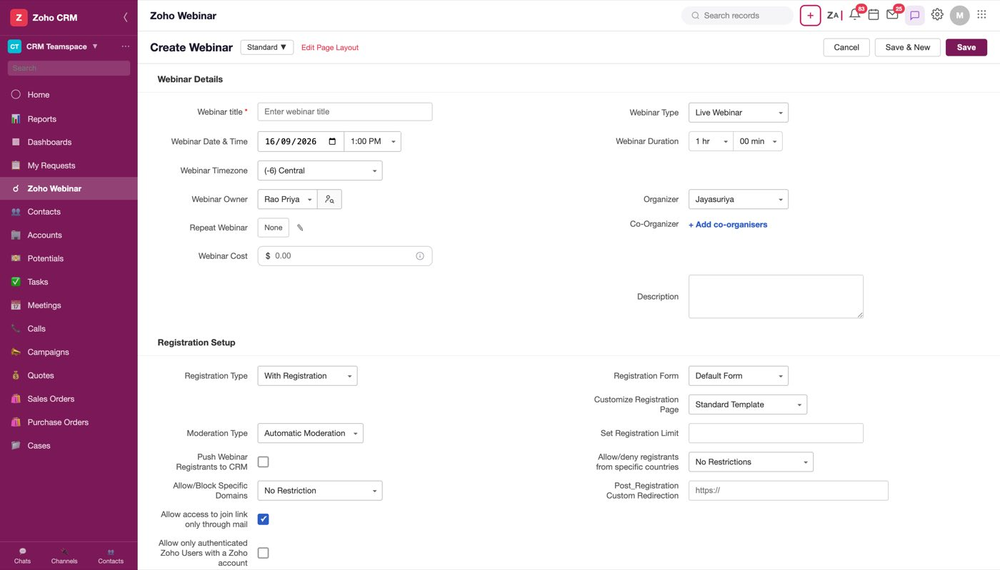 Z Zoho CRM
CT CRM Teamspace ▼ ...
Search
Home
Reports
Dashboards
My Requests
Zoho Webinar
Contacts
Accounts
Potentials
Tasks
17 Meetings
Calls
Campaigns
Quotes
Sales Orders
Purchase Orders
Cases
Chats Channels Contacts
Zoho Webinar Search records + ZA 83 25 M
Create Webinar Standard ▼ Edit Page Layout Cancel Save & New Save
Webinar Details
Webinar title * Enter webinar title Webinar Type Live Webinar
Webinar Date & Time 16/09/2026 1:00 PM Webinar Duration 1 hr 00 min
Webinar Timezone (-6) Central
Webinar Owner Rao Priya Organizer Jayasuriya
Repeat Webinar None Co-Organizer + Add co-organisers
Webinar Cost $ 0.00
Description
Registration Setup
Registration Type With Registration Registration Form Default Form
Customize Registration
Page Standard Template
Moderation Type Automatic Moderation Set Registration Limit
Push Webinar
Registrants to CRM
Allow/deny registrants
from specific countries No Restrictions
Allow/Block Specific
Domains No Restriction
Post_Registration
Custom Redirection https://
Allow access to join link
only through mail
Allow only authenticated
Zoho Users with a Zoho
account